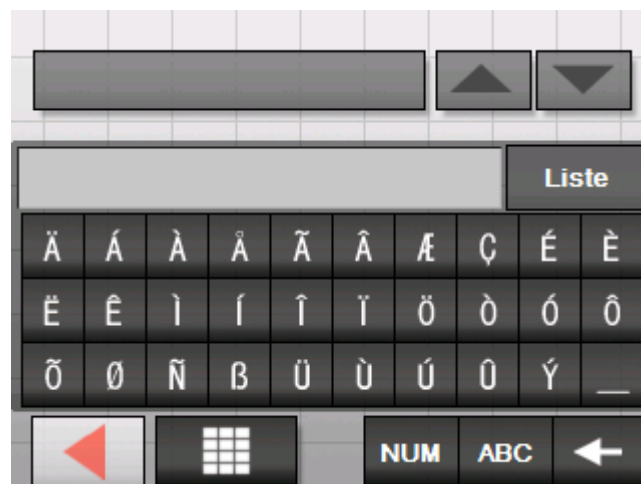 Liste
Ä Á À Å Ã Â Æ Ç É È
Ë Ê Ì Í Î Ï Ö Ò Ó Ô
Õ Ø Ñ ß Ü Ù Ú Û Ý _
NUM ABC